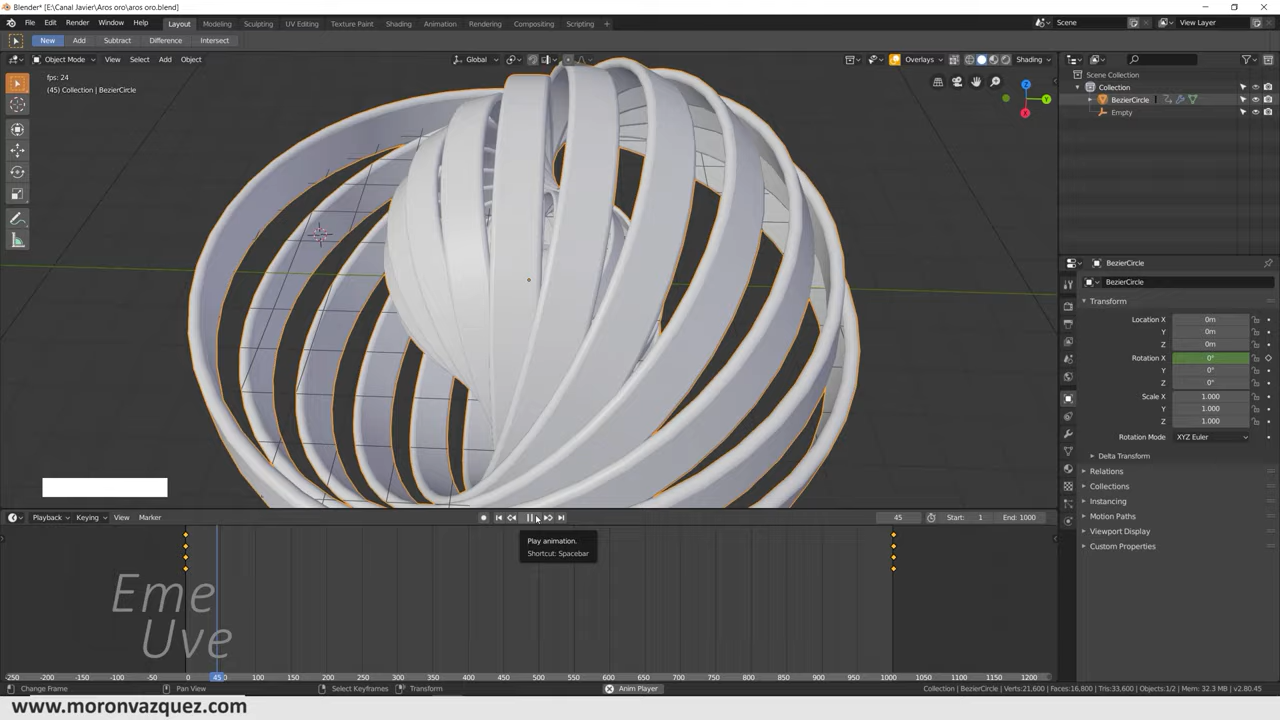 Blender* [E:\Canal Javier\Aros oro\aros oro.blend]
File Edit Render Window Help Layout Modeling Sculpting UV Editing Texture Paint Shading Animation Rendering Compositing Scripting Scene View Layer
New Add Subtract Difference Intersect
Object Mode View Select Add Object Global Overlays Shading
fps: 24
(45) Collection | BezierCircle
Z
Y
X
Scene Collection
Collection
BezierCircle
Empty
BezierCircle
BezierCircle
Transform
Location X 0m
Y 0m
Z 0m
Rotation X 0°
Y 0°
Z 0°
Scale X 1.000
Y 1.000
Z 1.000
Rotation Mode XYZ Euler
Delta Transform
Relations
Collections
Instancing
Motion Paths
Viewport Display
Custom Properties
Playback Keying View Marker 45 Start: 1 End: 1000
Play animation.
Shortcut: Spacebar
Eme
Uve
-250 -200 -150 -100 -50 0 45 100 150 200 250 300 350 400 450 500 550 600 650 700 750 800 850 900 950 1000 1050 1100 1150 1200
Change Frame Pan View Select Keyframes Transform Anim Player Collection | BezierCircle | Verts:21,600 | Faces:16,800 | Tris:33,600 | Objects:1/2 | Mem: 32.3 MB | v2.80.45
www.moronvazquez.com